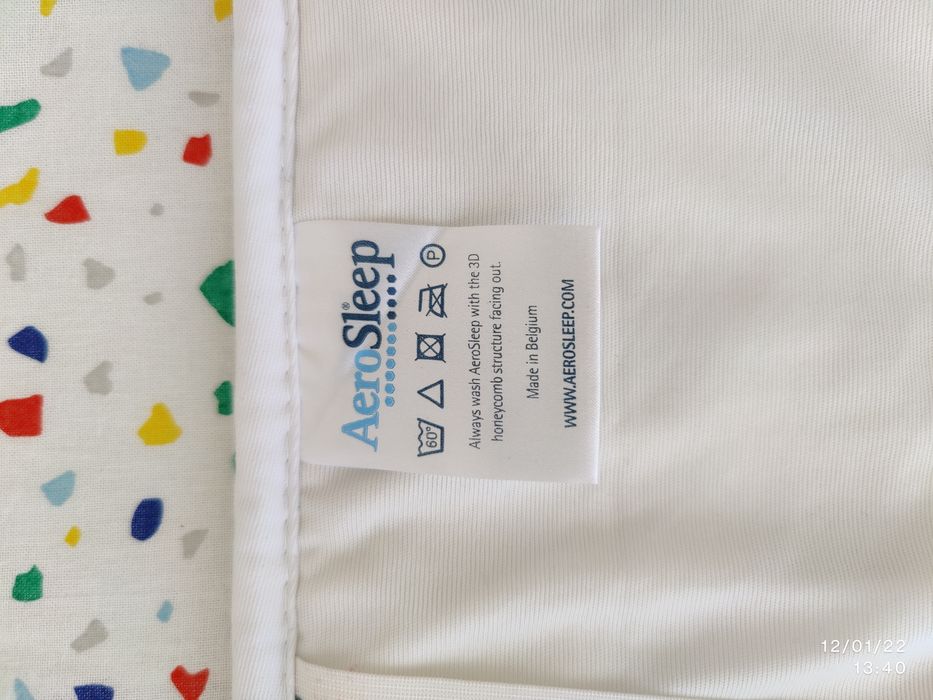 AeroSleep®
60°
P
Always wash AeroSleep with the 3D
honeycomb structure facing out.
Made in Belgium
WWW.AEROSLEEP.COM
12/01/22
13:40